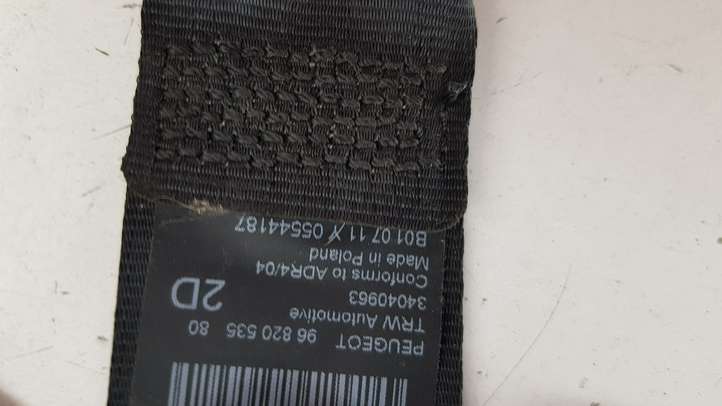 PEUGEOT
96 820 535 80
TRW Automotive
34040963
2D
Conforms to ADR4/04
Made in Poland
B01 07 11 Y 05544187